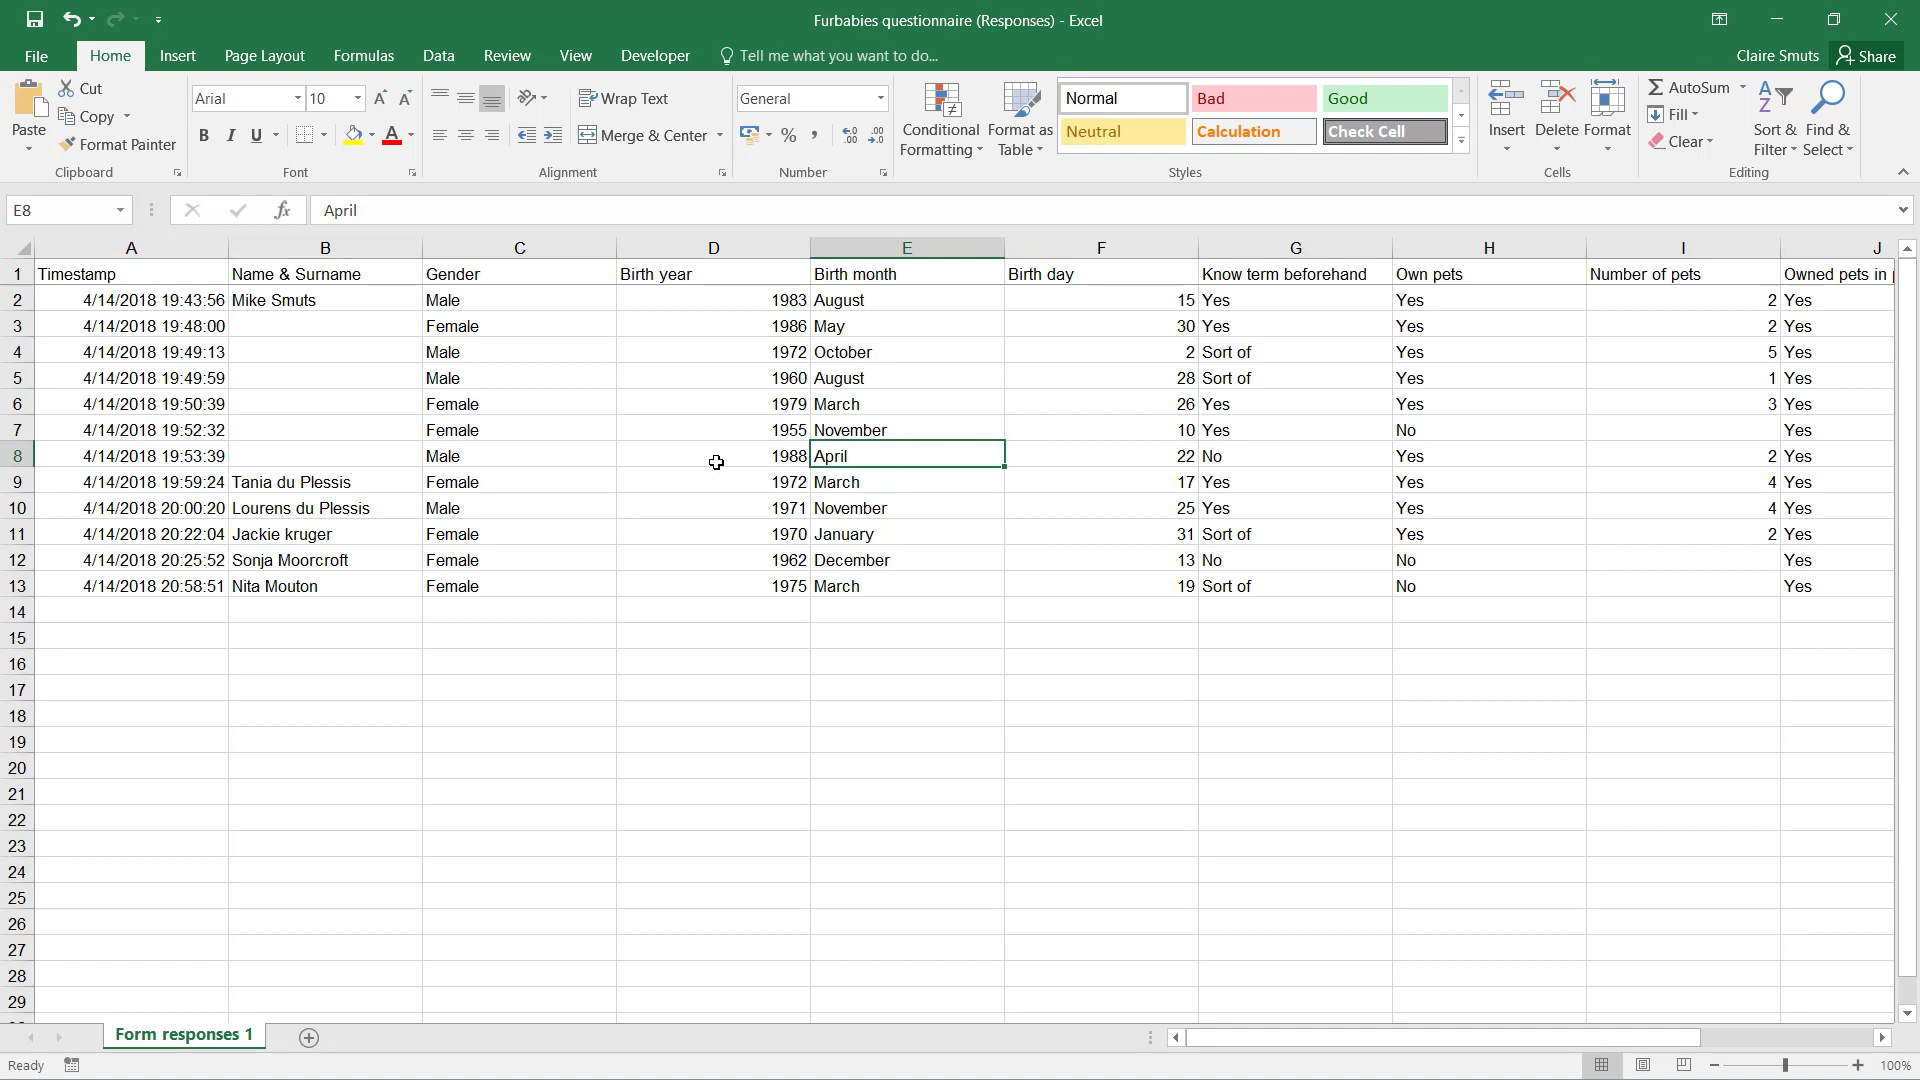 Furbabies questionnaire (Responses) - Excel
File Home Insert Page Layout Formulas Data Review View Developer Tell me what you want to do... Claire Smuts Share
Paste Cut Copy Format Painter Clipboard
Arial 10 B I U Font
Wrap Text Merge & Center Alignment
General % , Number
Conditional Formatting Format as Table
Normal Bad Good
Neutral Calculation Check Cell
Styles
Insert Delete Format Cells
AutoSum Fill Clear Sort & Filter Find & Select Editing
E8 fx April
A B C D E F G H I J
1 Timestamp Name & Surname Gender Birth year Birth month Birth day Know term beforehand Own pets Number of pets Owned pets in
2 4/14/2018 19:43:56 Mike Smuts Male 1983 August 15 Yes Yes 2 Yes
3 4/14/2018 19:48:00 Female 1986 May 30 Yes Yes 2 Yes
4 4/14/2018 19:49:13 Male 1972 October 2 Sort of Yes 5 Yes
5 4/14/2018 19:49:59 Male 1960 August 28 Sort of Yes 1 Yes
6 4/14/2018 19:50:39 Female 1979 March 26 Yes Yes 3 Yes
7 4/14/2018 19:52:32 Female 1955 November 10 Yes No Yes
8 4/14/2018 19:53:39 Male 1988 April 22 No Yes 2 Yes
9 4/14/2018 19:59:24 Tania du Plessis Female 1972 March 17 Yes Yes 4 Yes
10 4/14/2018 20:00:20 Lourens du Plessis Male 1971 November 25 Yes Yes 4 Yes
11 4/14/2018 20:22:04 Jackie kruger Female 1970 January 31 Sort of Yes 2 Yes
12 4/14/2018 20:25:52 Sonja Moorcroft Female 1962 December 13 No No Yes
13 4/14/2018 20:58:51 Nita Mouton Female 1975 March 19 Sort of No Yes
14
15
16
17
18
19
20
21
22
23
24
25
26
27
28
29
Form responses 1
Ready 100%